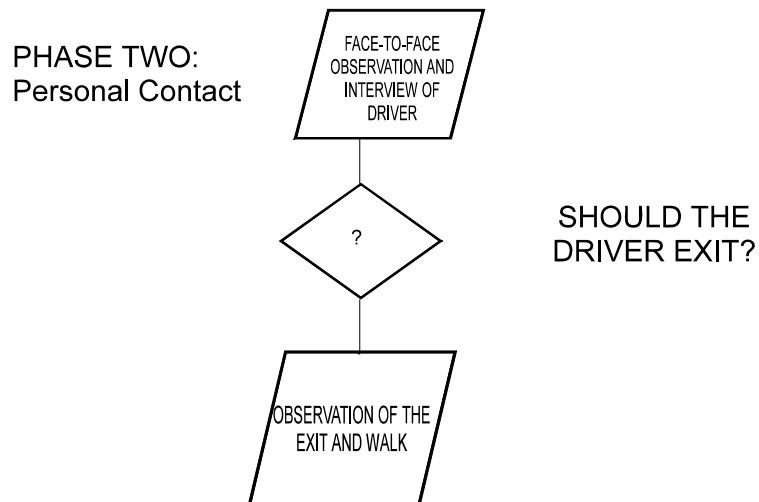 PHASE TWO:
Personal Contact
FACE-TO-FACE
OBSERVATION AND
INTERVIEW OF
DRIVER
?
SHOULD THE
DRIVER EXIT?
OBSERVATION OF THE
EXIT AND WALK